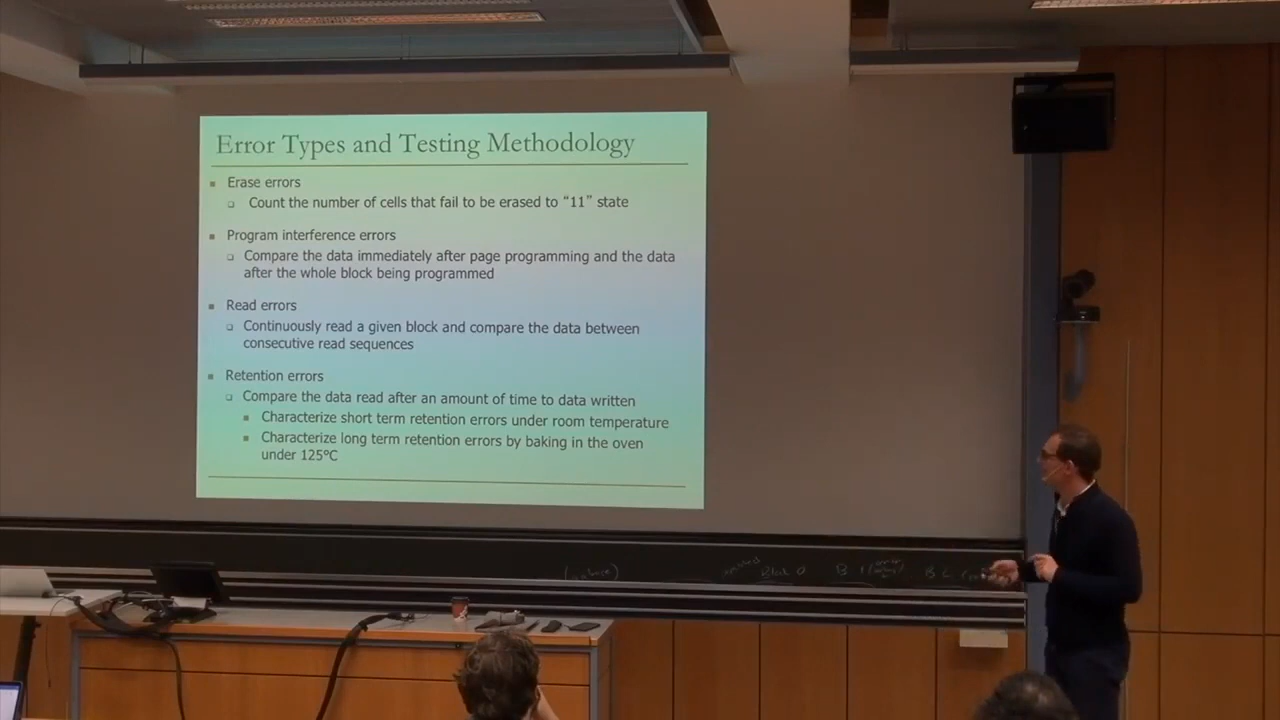 Error Types and Testing Methodology
Erase errors
Count the number of cells that fail to be erased to “11” state
Program interference errors
Compare the data immediately after page programming and the data
after the whole block being programmed
Read errors
Continuously read a given block and compare the data between
consecutive read sequences
Retention errors
Compare the data read after an amount of time to data written
Characterize short term retention errors under room temperature
Characterize long term retention errors by baking in the oven
under 125°C
Block 0